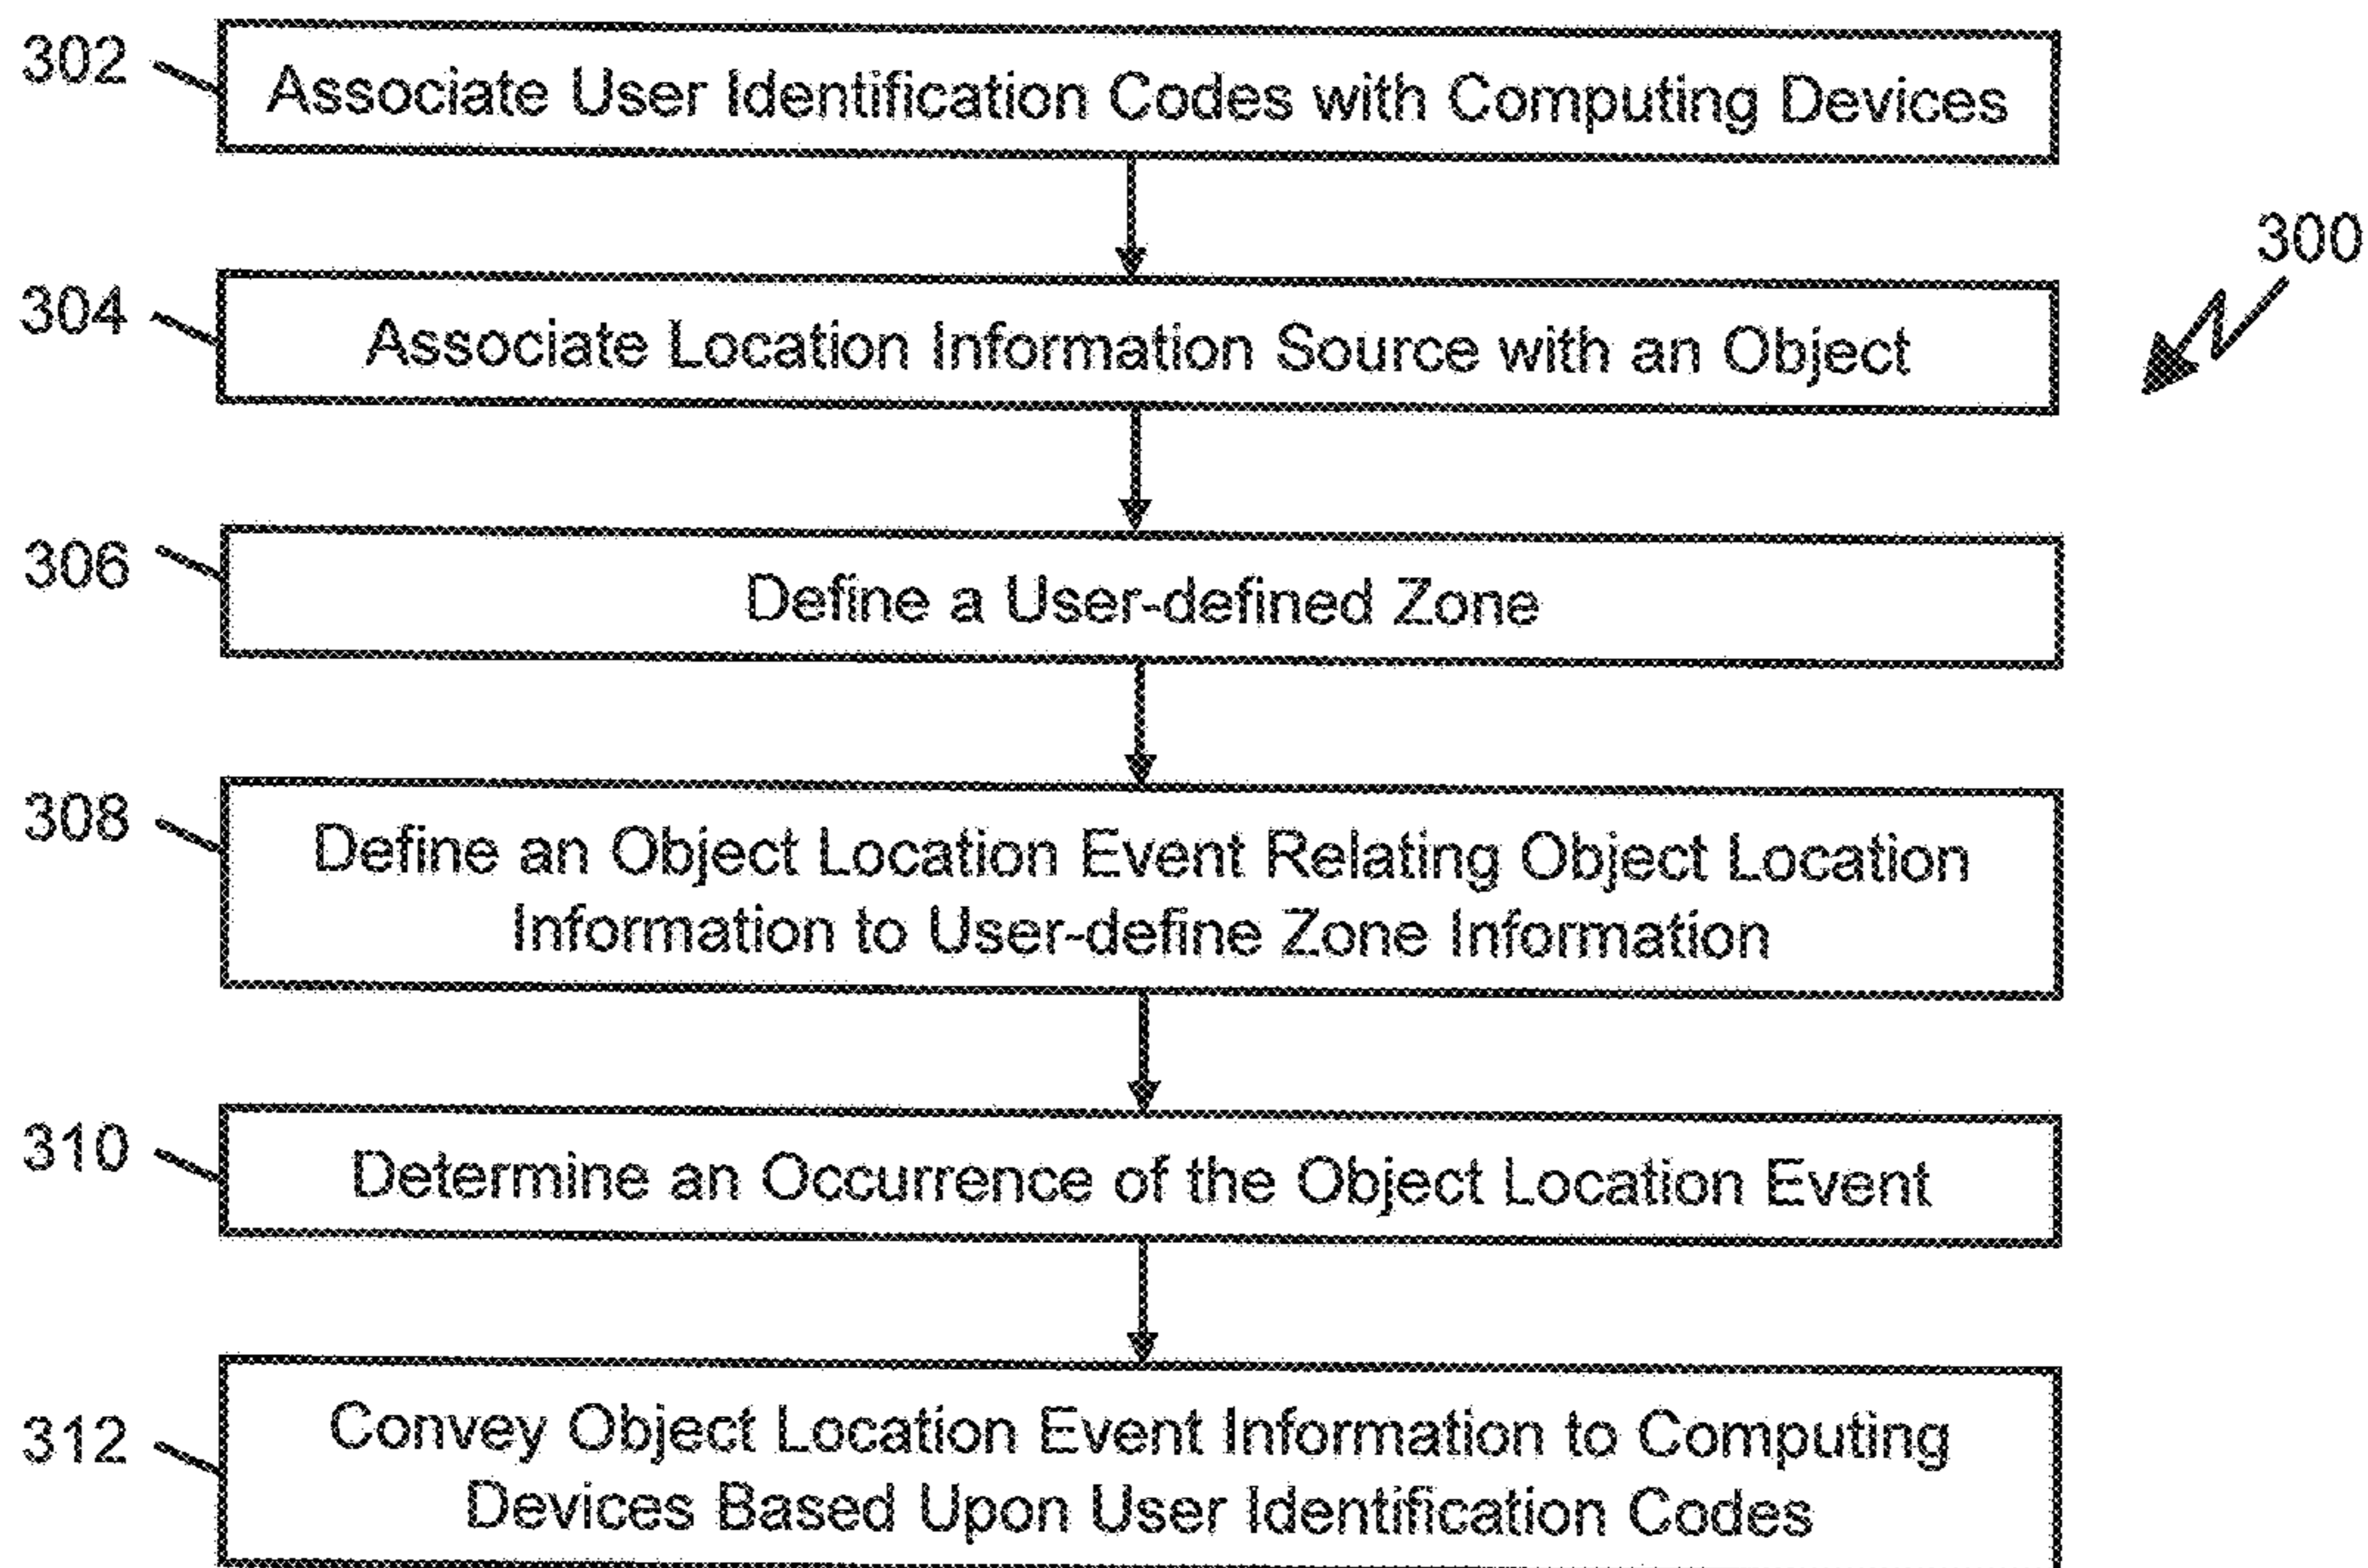 302
Associate User Identification Codes with Computing Devices
300
304
Associate Location Information Source with an Object
306
Define a User-defined Zone
308
Define an Object Location Event Relating Object Location
Information to User-define Zone Information
310
Determine an Occurrence of the Object Location Event
312
Convey Object Location Event Information to Computing
Devices Based Upon User Identification Codes